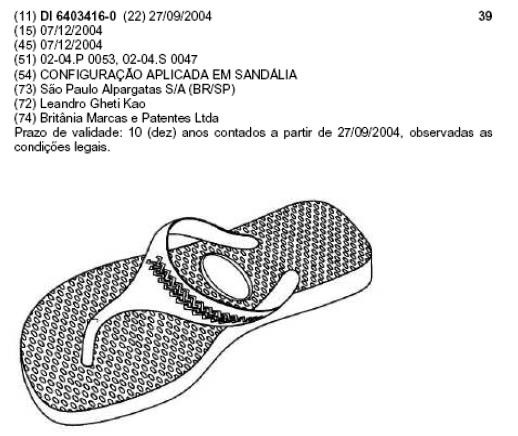 (11) DI 6403416-0 (22) 27/09/2004 39
(15) 07/12/2004
(45) 07/12/2004
(51) 02-04.P 0053, 02-04.S 0047
(54) CONFIGURAÇÃO APLICADA EM SANDÁLIA
(73) São Paulo Alpargatas S/A (BR/SP)
(72) Leandro Gheti Kao
(74) Britânia Marcas e Patentes Ltda
Prazo de validade: 10 (dez) anos contados a partir de 27/09/2004, observadas as
condições legais.